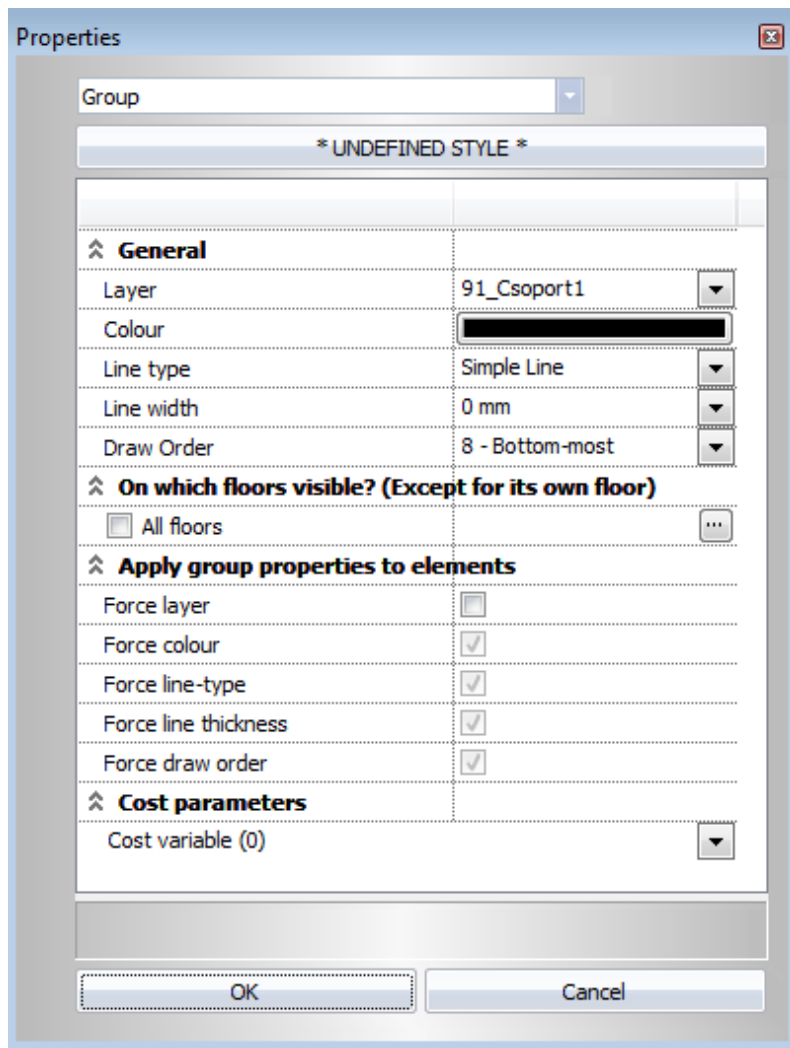 Properties
Group
* UNDEFINED STYLE *
General
Layer 91_Csoport1
Colour
Line type Simple Line
Line width 0 mm
Draw Order 8 - Bottom-most
On which floors visible? (Except for its own floor)
All floors ...
Apply group properties to elements
Force layer
Force colour
Force line-type
Force line thickness
Force draw order
Cost parameters
Cost variable (0)
OK Cancel